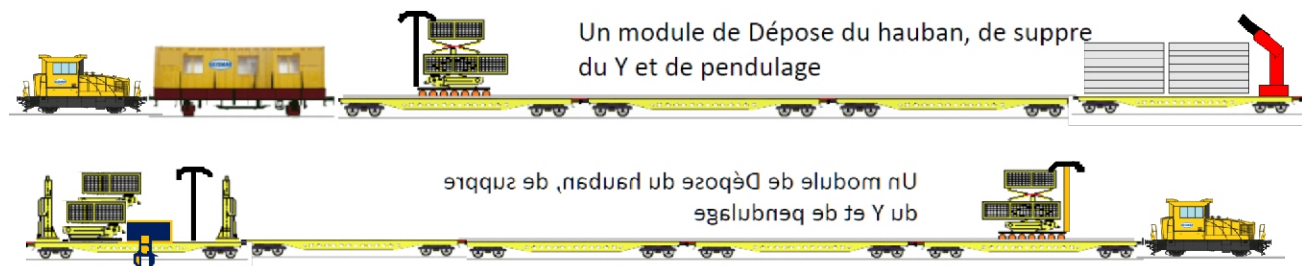 Un module de Dépose du hauban, de suppre
du Y et de pendulage
Un module de Dépose du hauban, de suppre
du Y et de pendulage